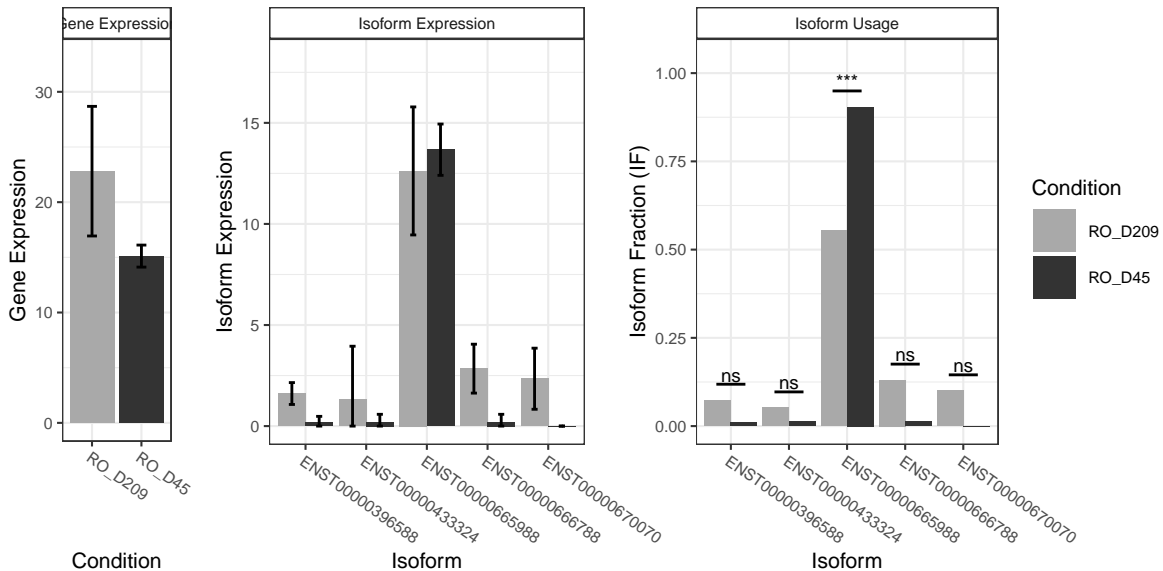 Gene Expression
Isoform Expression
Isoform Usage
Gene Expression
30
20
10
0
RO_D209
RO_D45
Condition
Isoform Expression
15
10
5
0
ENST00000396588
ENST00000433324
ENST00000665988
ENST00000666788
ENST00000670070
Isoform
Isoform Fraction (IF)
1.00
0.75
0.50
0.25
0.00
ns
ns
***
ns
ns
ENST00000396588
ENST00000433324
ENST00000665988
ENST00000666788
ENST00000670070
Isoform
Condition
RO_D209
RO_D45